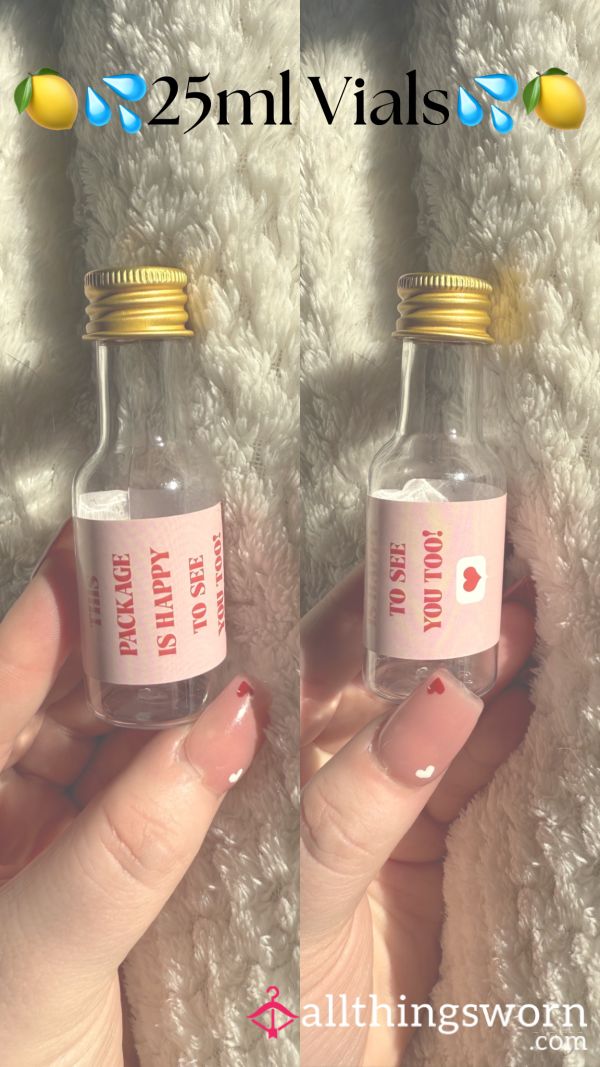 🍋💦25ml Vials💦🍋
THIS
PACKAGE
IS HAPPY
TO SEE
YOU TOO!
TO SEE
YOU TOO!
allthingsworn
.com